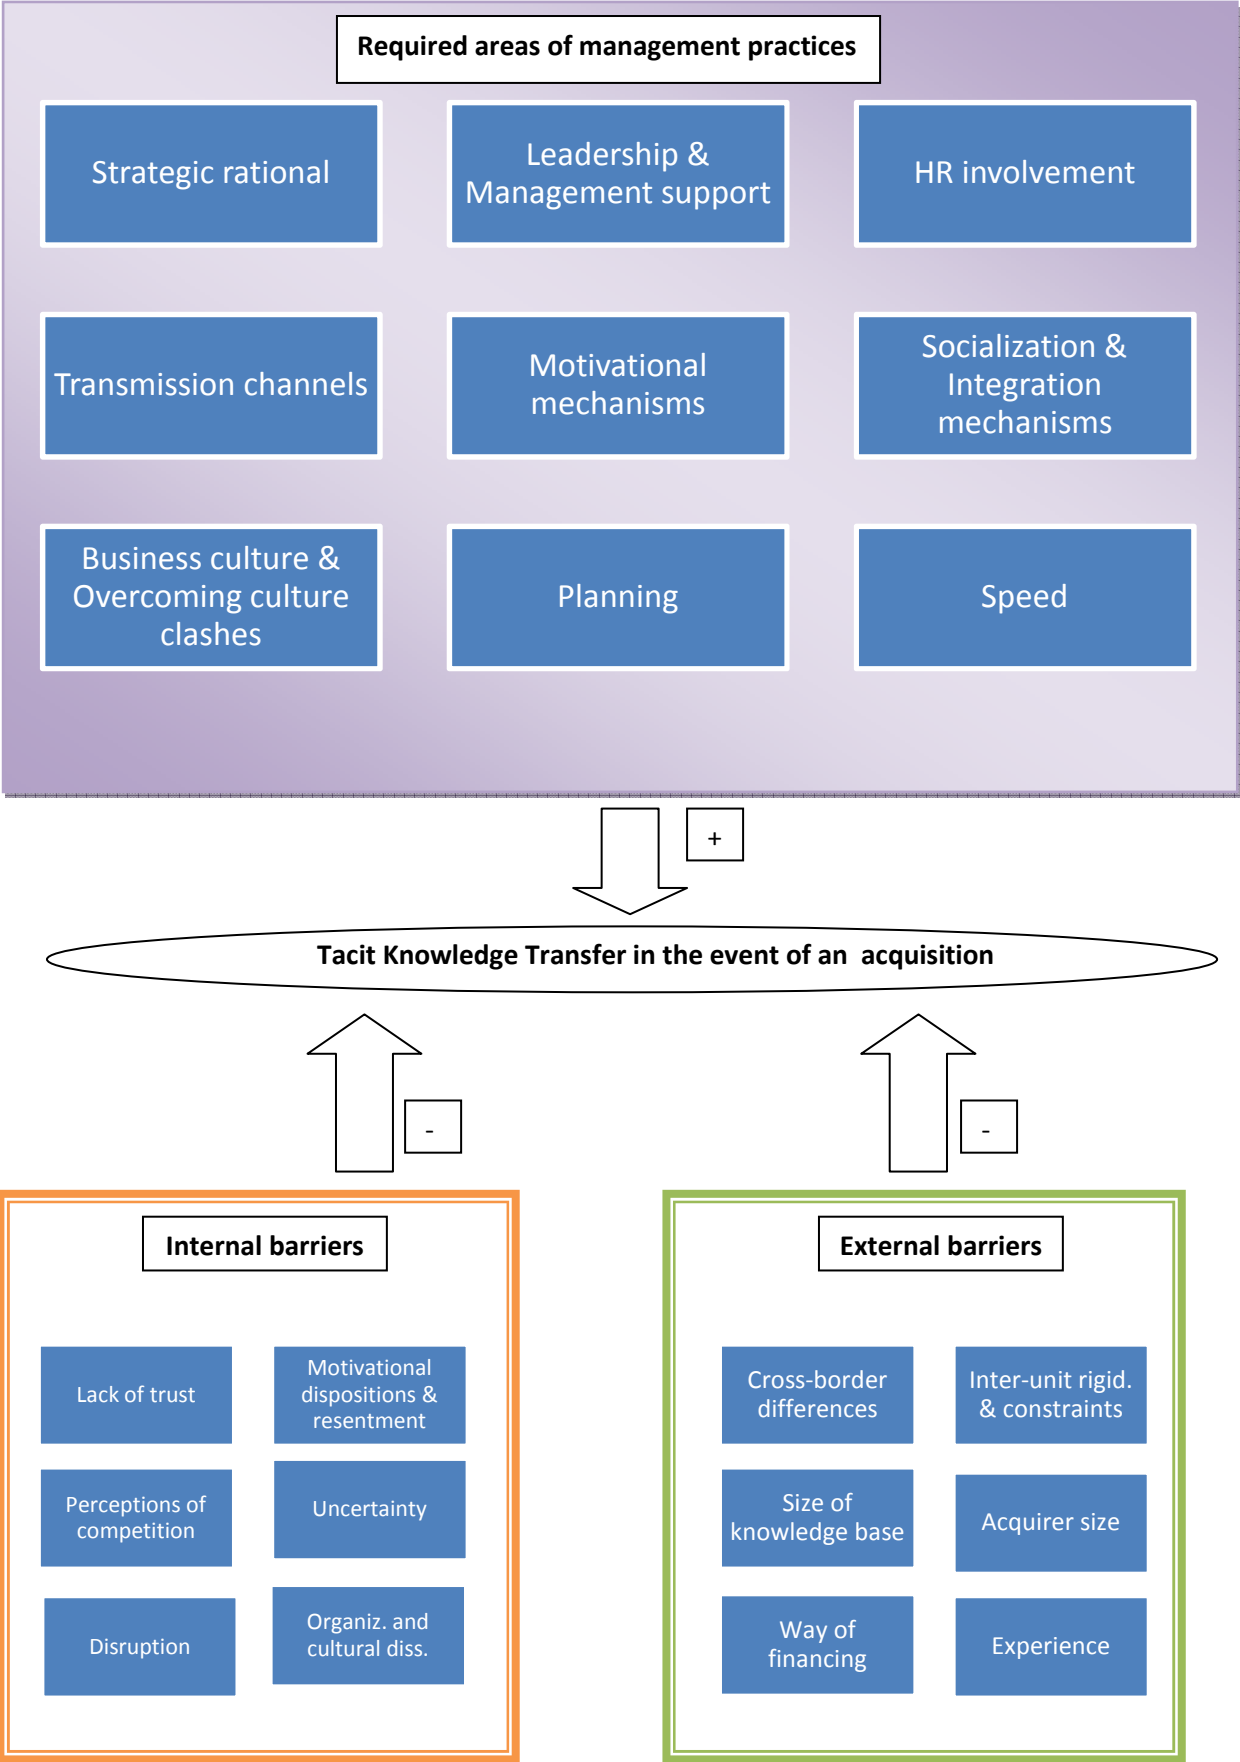 Required areas of management practices
Strategic rational
Leadership &
Management support
HR involvement
Transmission channels
Motivational
mechanisms
Socialization &
Integration
mechanisms
Business culture &
Overcoming culture
clashes
Planning
Speed
+
Tacit Knowledge Transfer in the event of an acquisition
-
-
Internal barriers
Lack of trust
Motivational
dispositions &
resentment
Perceptions of
competition
Uncertainty
Disruption
Organiz. and
cultural diss.
External barriers
Cross-border
differences
Inter-unit rigid.
& constraints
Size of
knowledge base
Acquirer size
Way of
financing
Experience